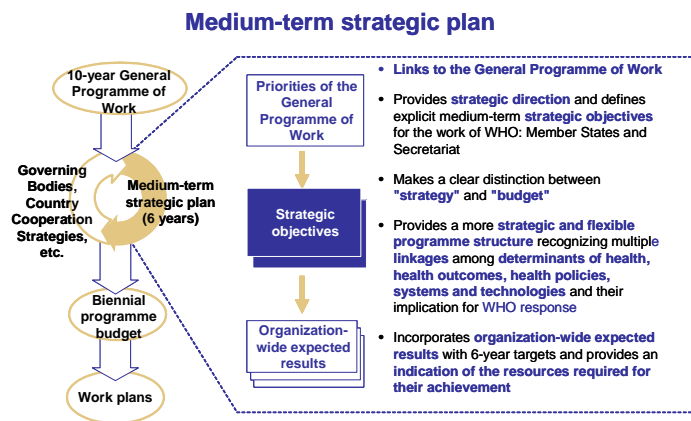 Medium-term strategic plan
10-year General
Programme of
Work
Governing
Bodies,
Country
Cooperation
Strategies,
etc.
Medium-term
strategic plan
(6 years)
Biennial
programme
budget
Work plans
Priorities of the
General
Programme of
Work
Strategic
objectives
Organization-
wide expected
results
• Links to the General Programme of Work
• Provides strategic direction and defines
explicit medium-term strategic objectives
for the work of WHO: Member States and
Secretariat
• Makes a clear distinction between
"strategy" and "budget"
• Provides a more strategic and flexible
programme structure recognizing multiple
linkages among determinants of health,
health outcomes, health policies,
systems and technologies and their
implication for WHO response
• Incorporates organization-wide expected
results with 6-year targets and provides an
indication of the resources required for
their achievement